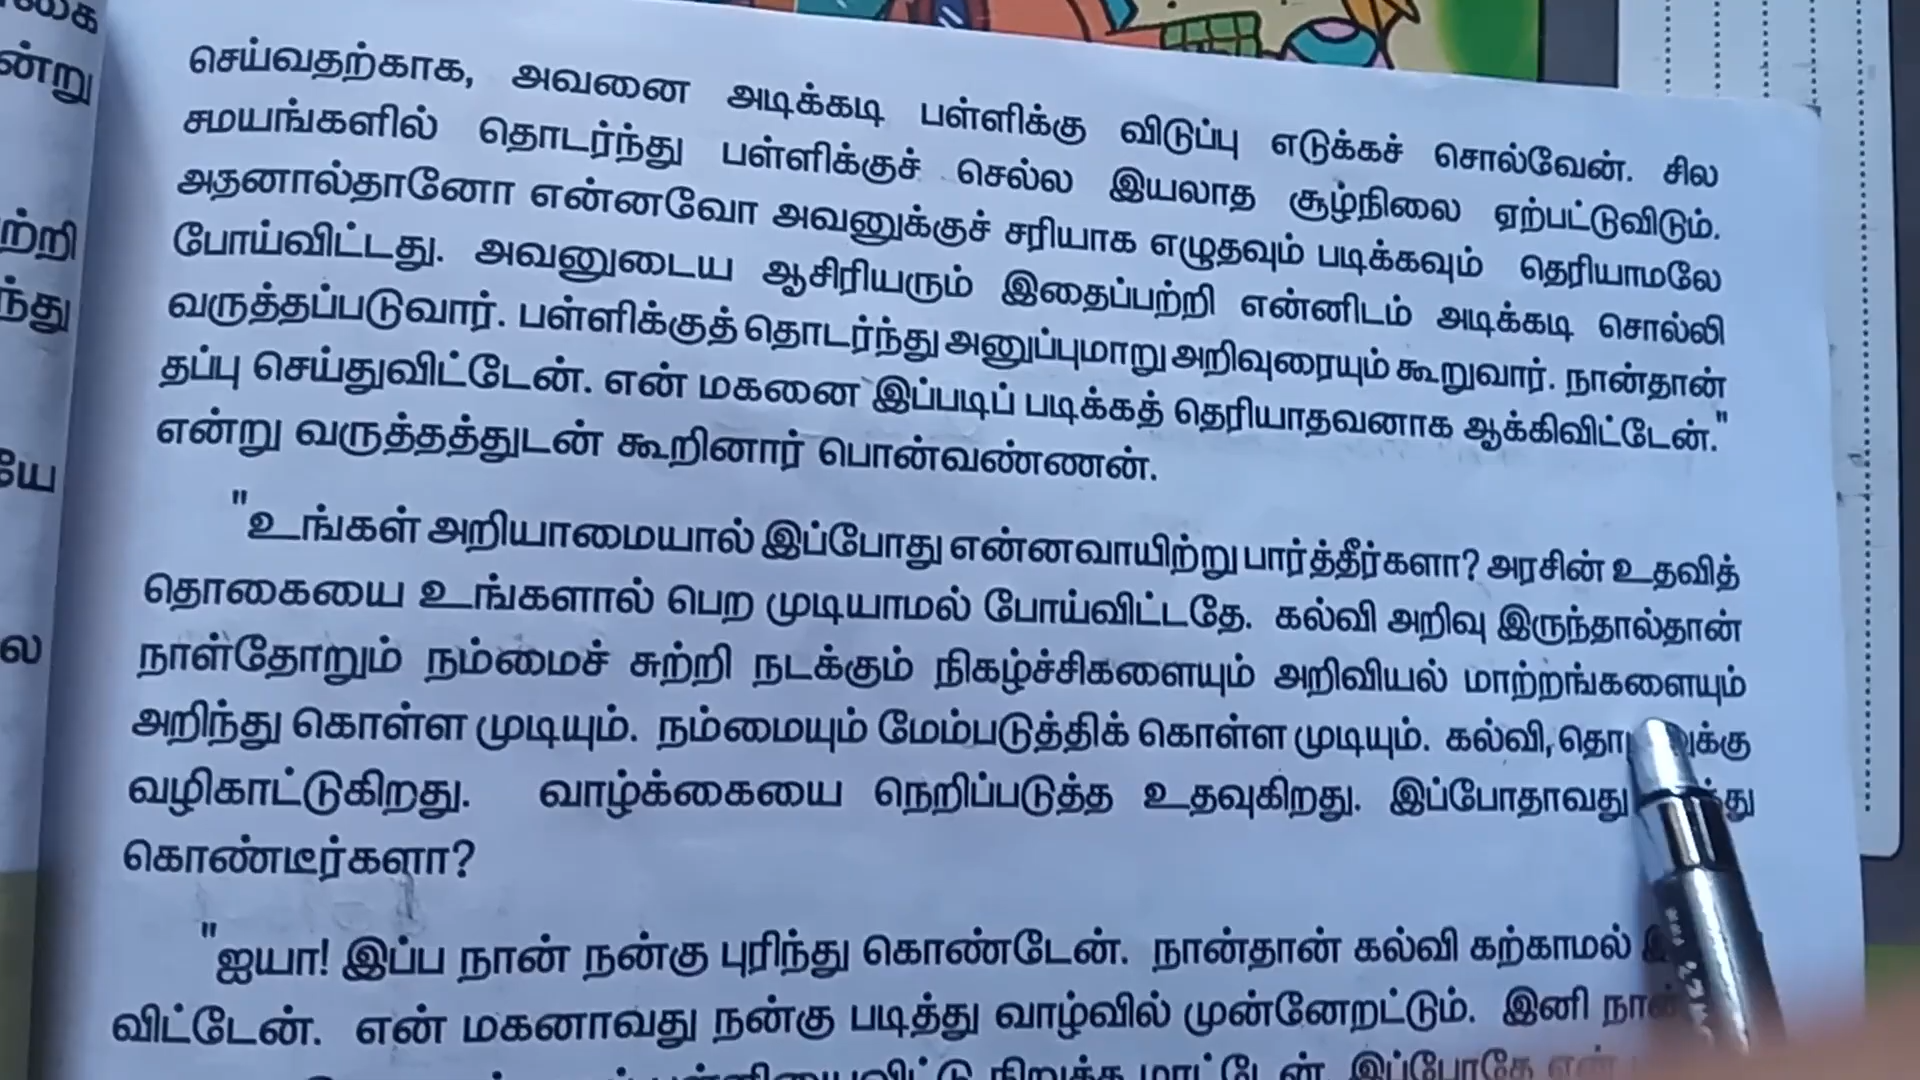 செய்வதற்காக, அவனை அடிக்கடி பள்ளிக்கு விடுப்பு எடுக்கச் சொல்வேன். சில
சமயங்களில் தொடர்ந்து பள்ளிக்குச் செல்ல இயலாத சூழ்நிலை ஏற்பட்டுவிடும்.
அதனால்தானோ என்னவோ அவனுக்குச் சரியாக எழுதவும் படிக்கவும் தெரியாமலே
போய்விட்டது. அவனுடைய ஆசிரியரும் இதைப்பற்றி என்னிடம் அடிக்கடி சொல்லி
வருத்தப்படுவார். பள்ளிக்குத் தொடர்ந்து அனுப்புமாறு அறிவுரையும் கூறுவார். நான்தான்
தப்பு செய்துவிட்டேன். என் மகனை இப்படிப் படிக்கத் தெரியாதவனாக ஆக்கிவிட்டேன்."
என்று வருத்தத்துடன் கூறினார் பொன்வண்ணன்.
"உங்கள் அறியாமையால் இப்போது என்னவாயிற்று பார்த்தீர்களா? அரசின் உதவித்
தொகையை உங்களால் பெற முடியாமல் போய்விட்டதே. கல்வி அறிவு இருந்தால்தான்
நாள்தோறும் நம்மைச் சுற்றி நடக்கும் நிகழ்ச்சிகளையும் அறிவியல் மாற்றங்களையும்
அறிந்து கொள்ள முடியும். நம்மையும் மேம்படுத்திக் கொள்ள முடியும். கல்வி,
வழிகாட்டுகிறது. வாழ்க்கையை நெறிப்படுத்த உதவுகிறது. இப்போதாவது
கொண்டீர்களா?
"ஐயா! இப்ப நான் நன்கு புரிந்து கொண்டேன். நான்தான் கல்வி கற்காமல்
விட்டேன். என் மகனாவது நன்கு படித்து வாழ்வில் முன்னேறட்டும். இனி